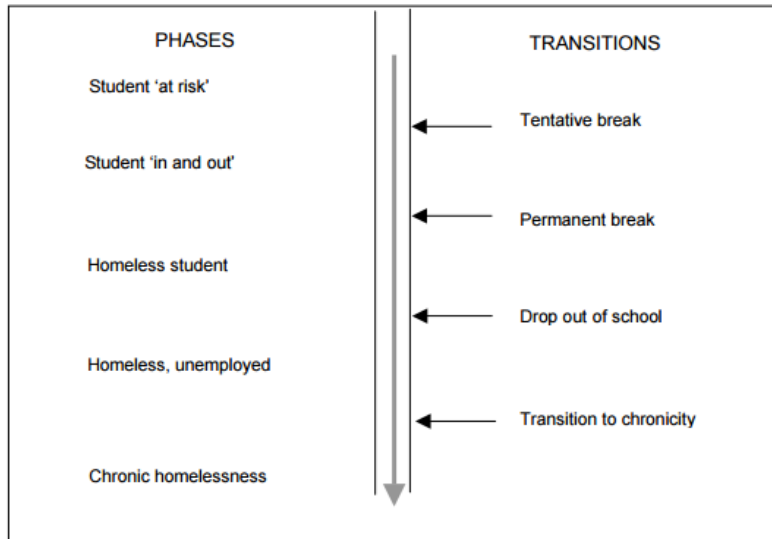 PHASES
TRANSITIONS
Student ‘at risk’
Tentative break
Student ‘in and out’
Permanent break
Homeless student
Drop out of school
Homeless, unemployed
Transition to chronicity
Chronic homelessness